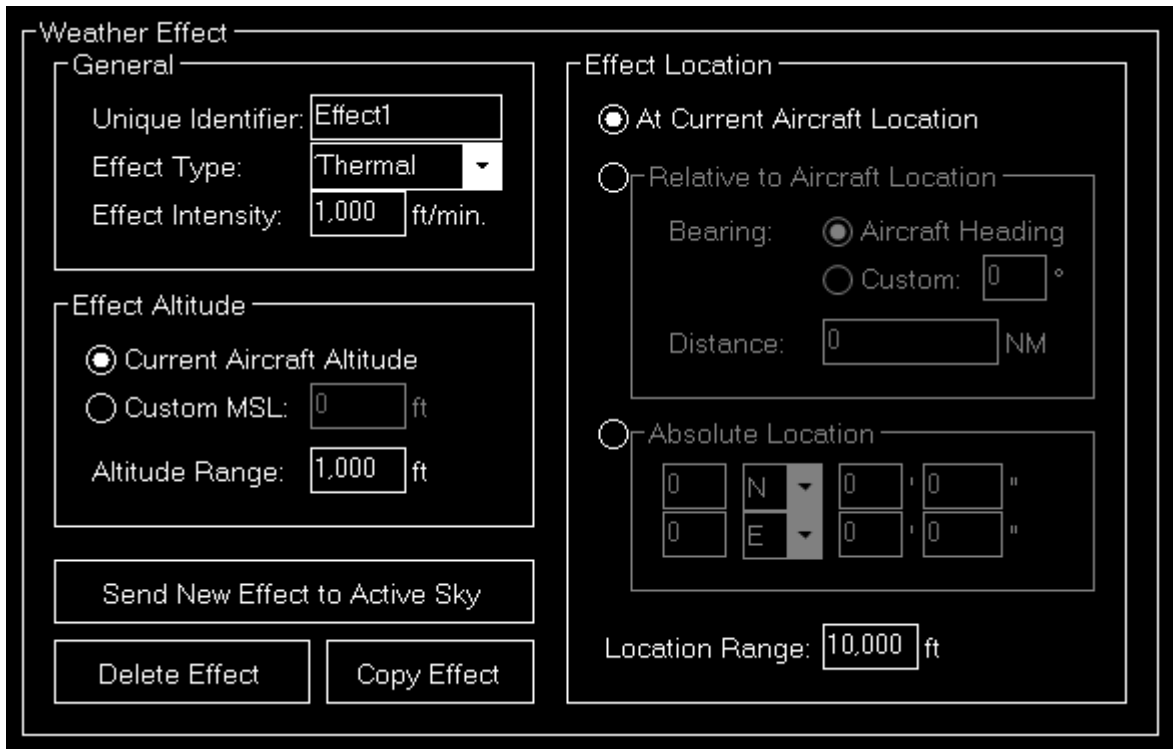 Weather Effect
General
Unique Identifier: Effect1
Effect Type: Thermal
Effect Intensity: 1,000 ft/min.
Effect Altitude
Current Aircraft Altitude
Custom MSL: 0 ft
Altitude Range: 1,000 ft
Send New Effect to Active Sky
Delete Effect Copy Effect
Effect Location
At Current Aircraft Location
Relative to Aircraft Location
Bearing: Aircraft Heading
Custom: 0 °
Distance: 0 NM
Absolute Location
0 N 0 ' 0 "
0 E 0 ' 0 "
Location Range: 10,000 ft